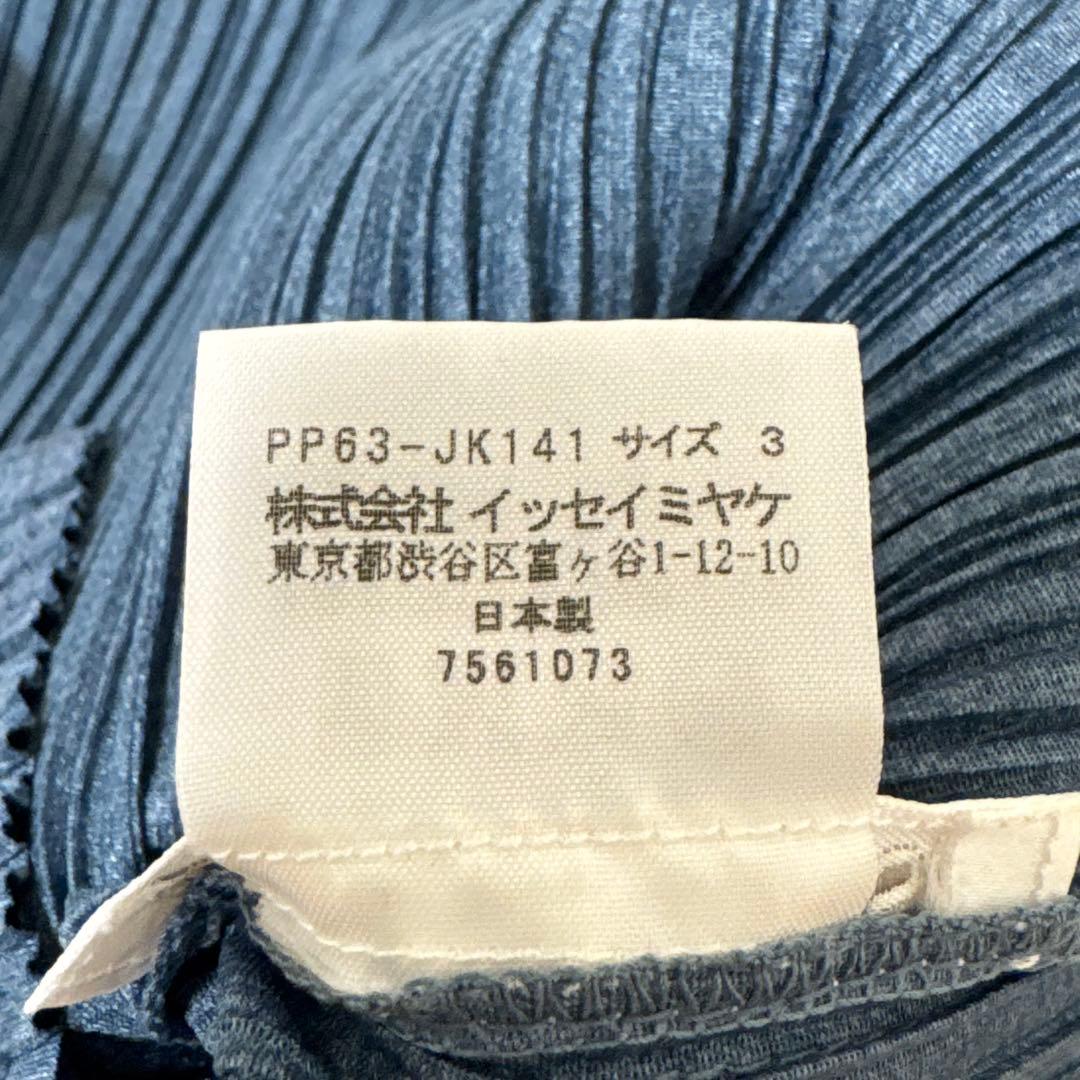 PP63-JK141 サイズ 3
株式会社 イッセイミヤケ
東京都渋谷区富ヶ谷1-12-10
日本製
7561073